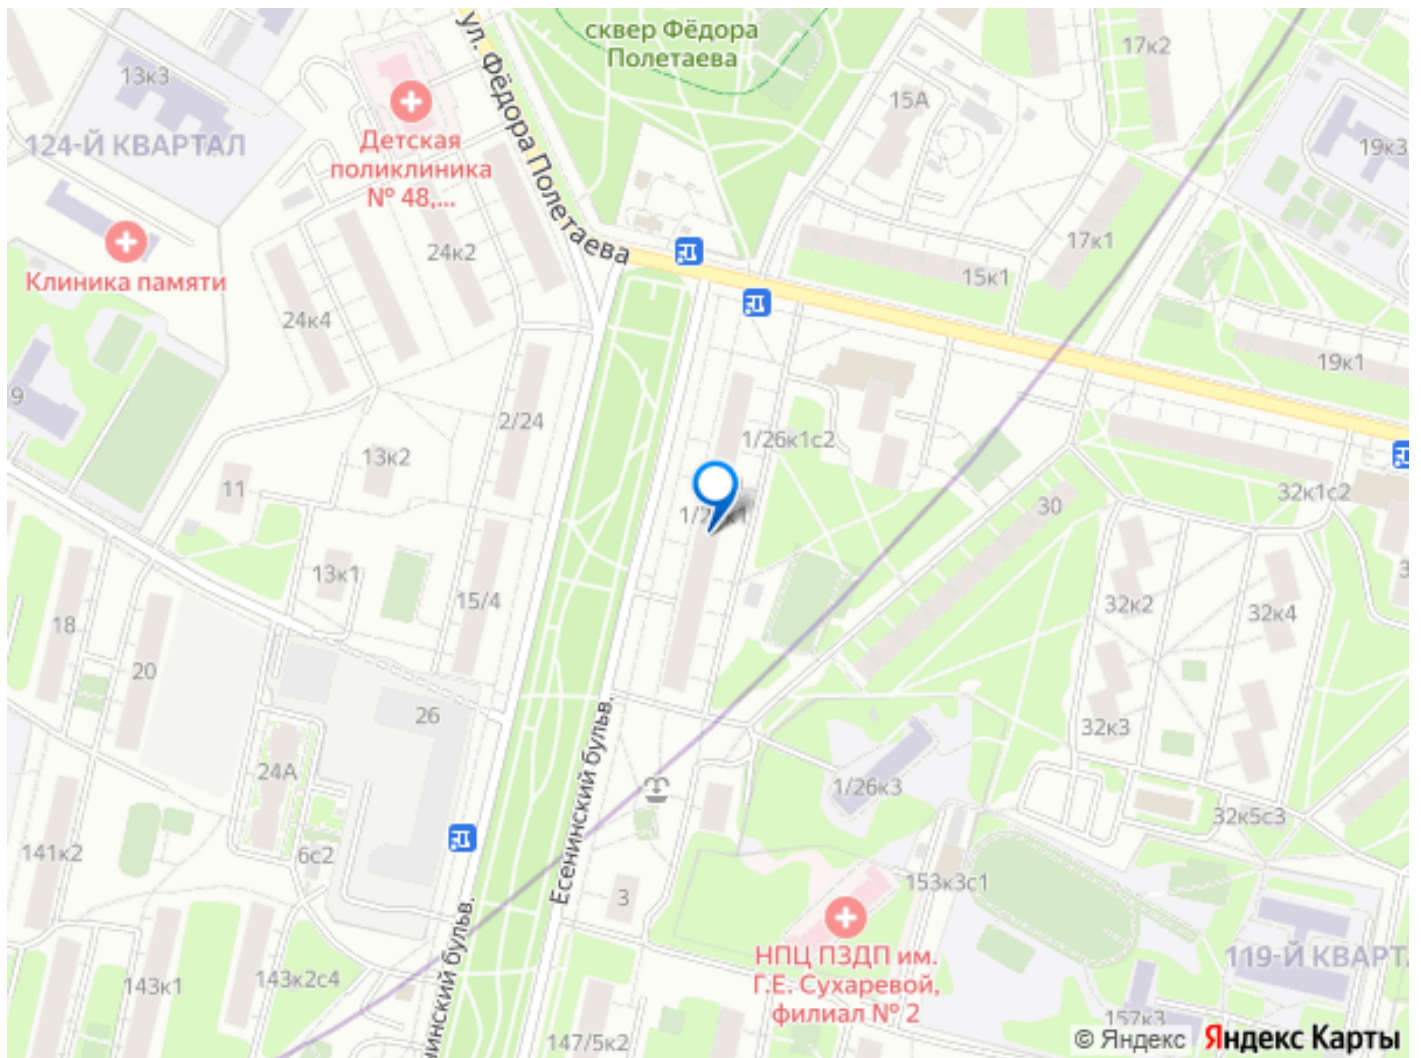 сквер Фёдора
Полетаева
17к2
13к3
15А
ул. Фёдора Полетаева
124-Й КВАРТАЛ
Детская
поликлиника
№ 48,...
19к3
24к2
17к1
Клиника памяти
15к1
24к4
19к1
9
2/24
1/26к1с2
13к2
11
32к1с2
30
13к1
15/4
32к2
32к4
18
20
26
32к3
Есенинский бульв.
24А
1/26к3
32к5с3
141к2
6с2
153к3с1
3
НПЦ ПЗДП им.
Г.Е. Сухаревой,
филиал № 2
119-Й КВАРТА
143к1
143к2с4
инский бульв.
147/5к2
157к3
© Яндекс Яндекс Карты